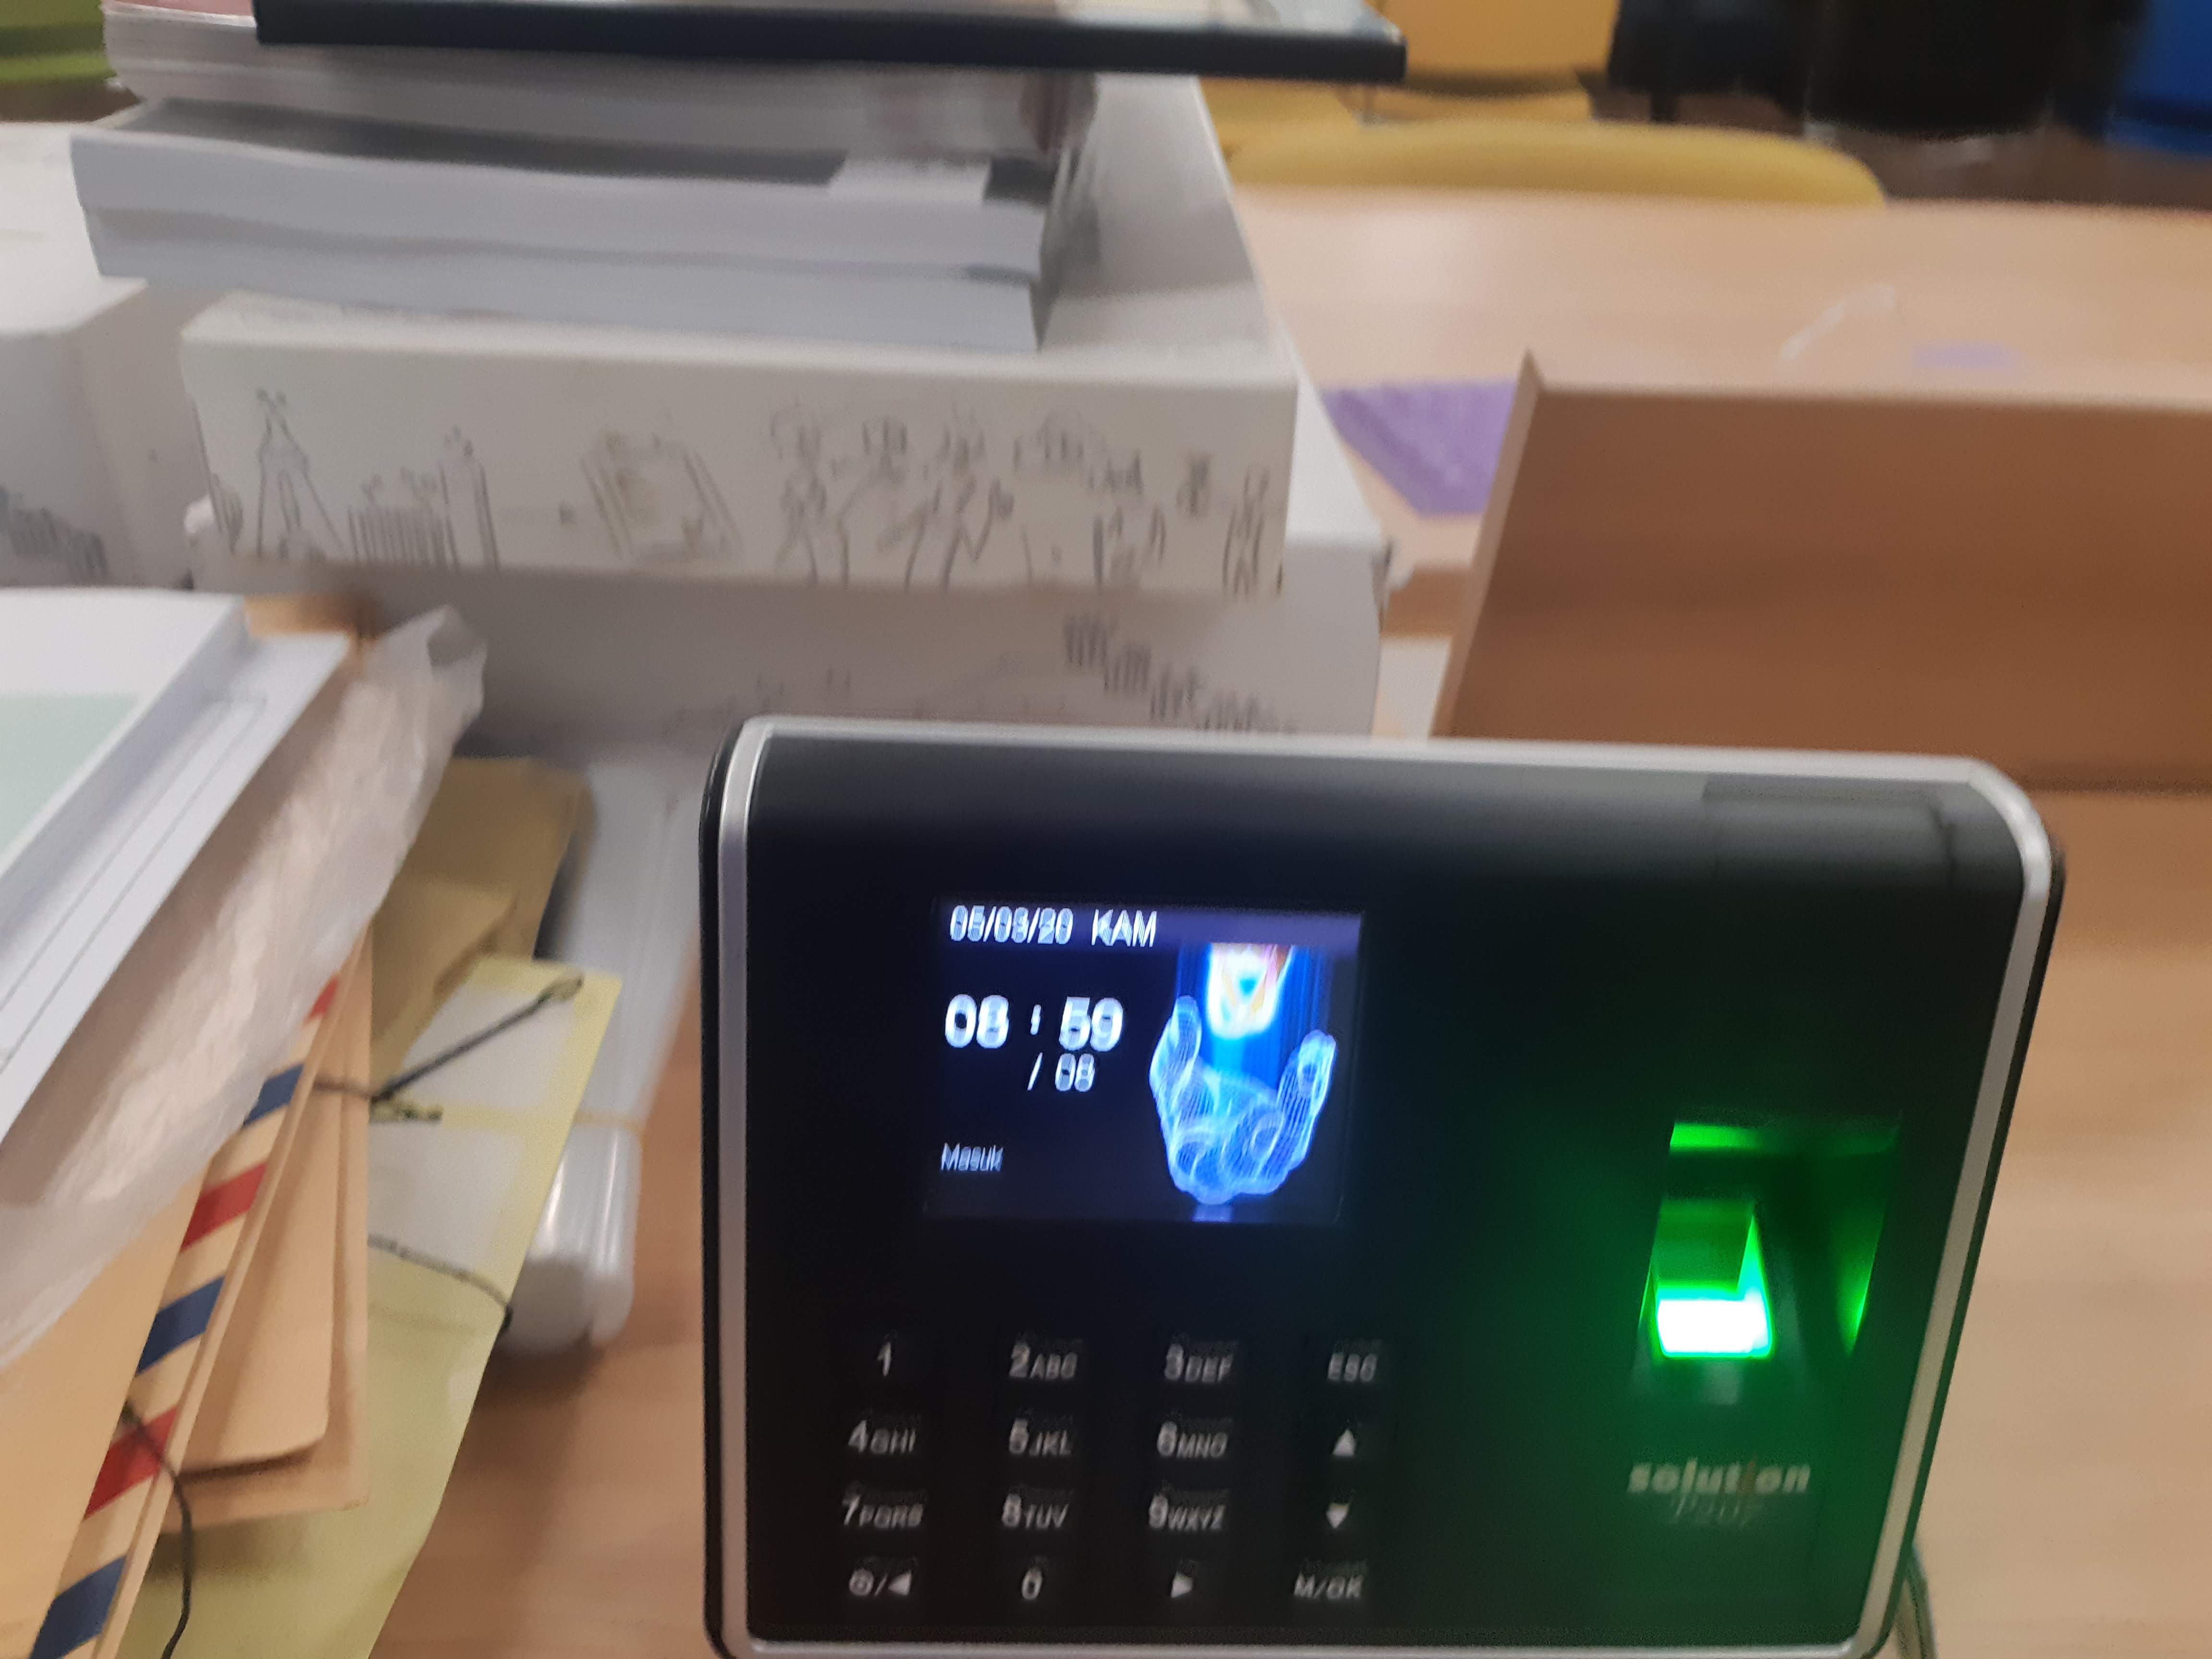 05/03/20 KAM
08 : 59
/ 08
Masuk
1 2ABC 3DEF ESC
4GHI 5JKL 6MNO ▲
7PQRS 8TUV 9WXYZ ▼
/◀ 0 ▶ M/OK
solution